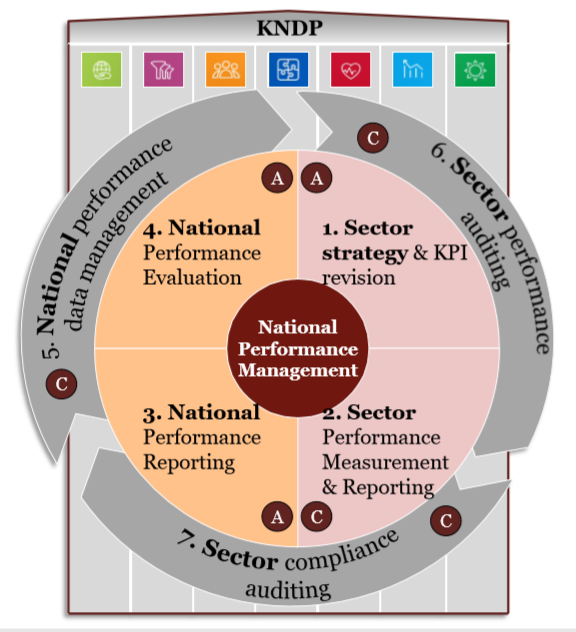 KNDP
C
6. Sector performance
auditing
5. National performance
data management
C
A
A
4. National
Performance
Evaluation
1. Sector
strategy & KPI
revision
National
Performance
Management
3. National
Performance
Reporting
2. Sector
Performance
Measurement
& Reporting
A
C
C
7. Sector compliance
auditing